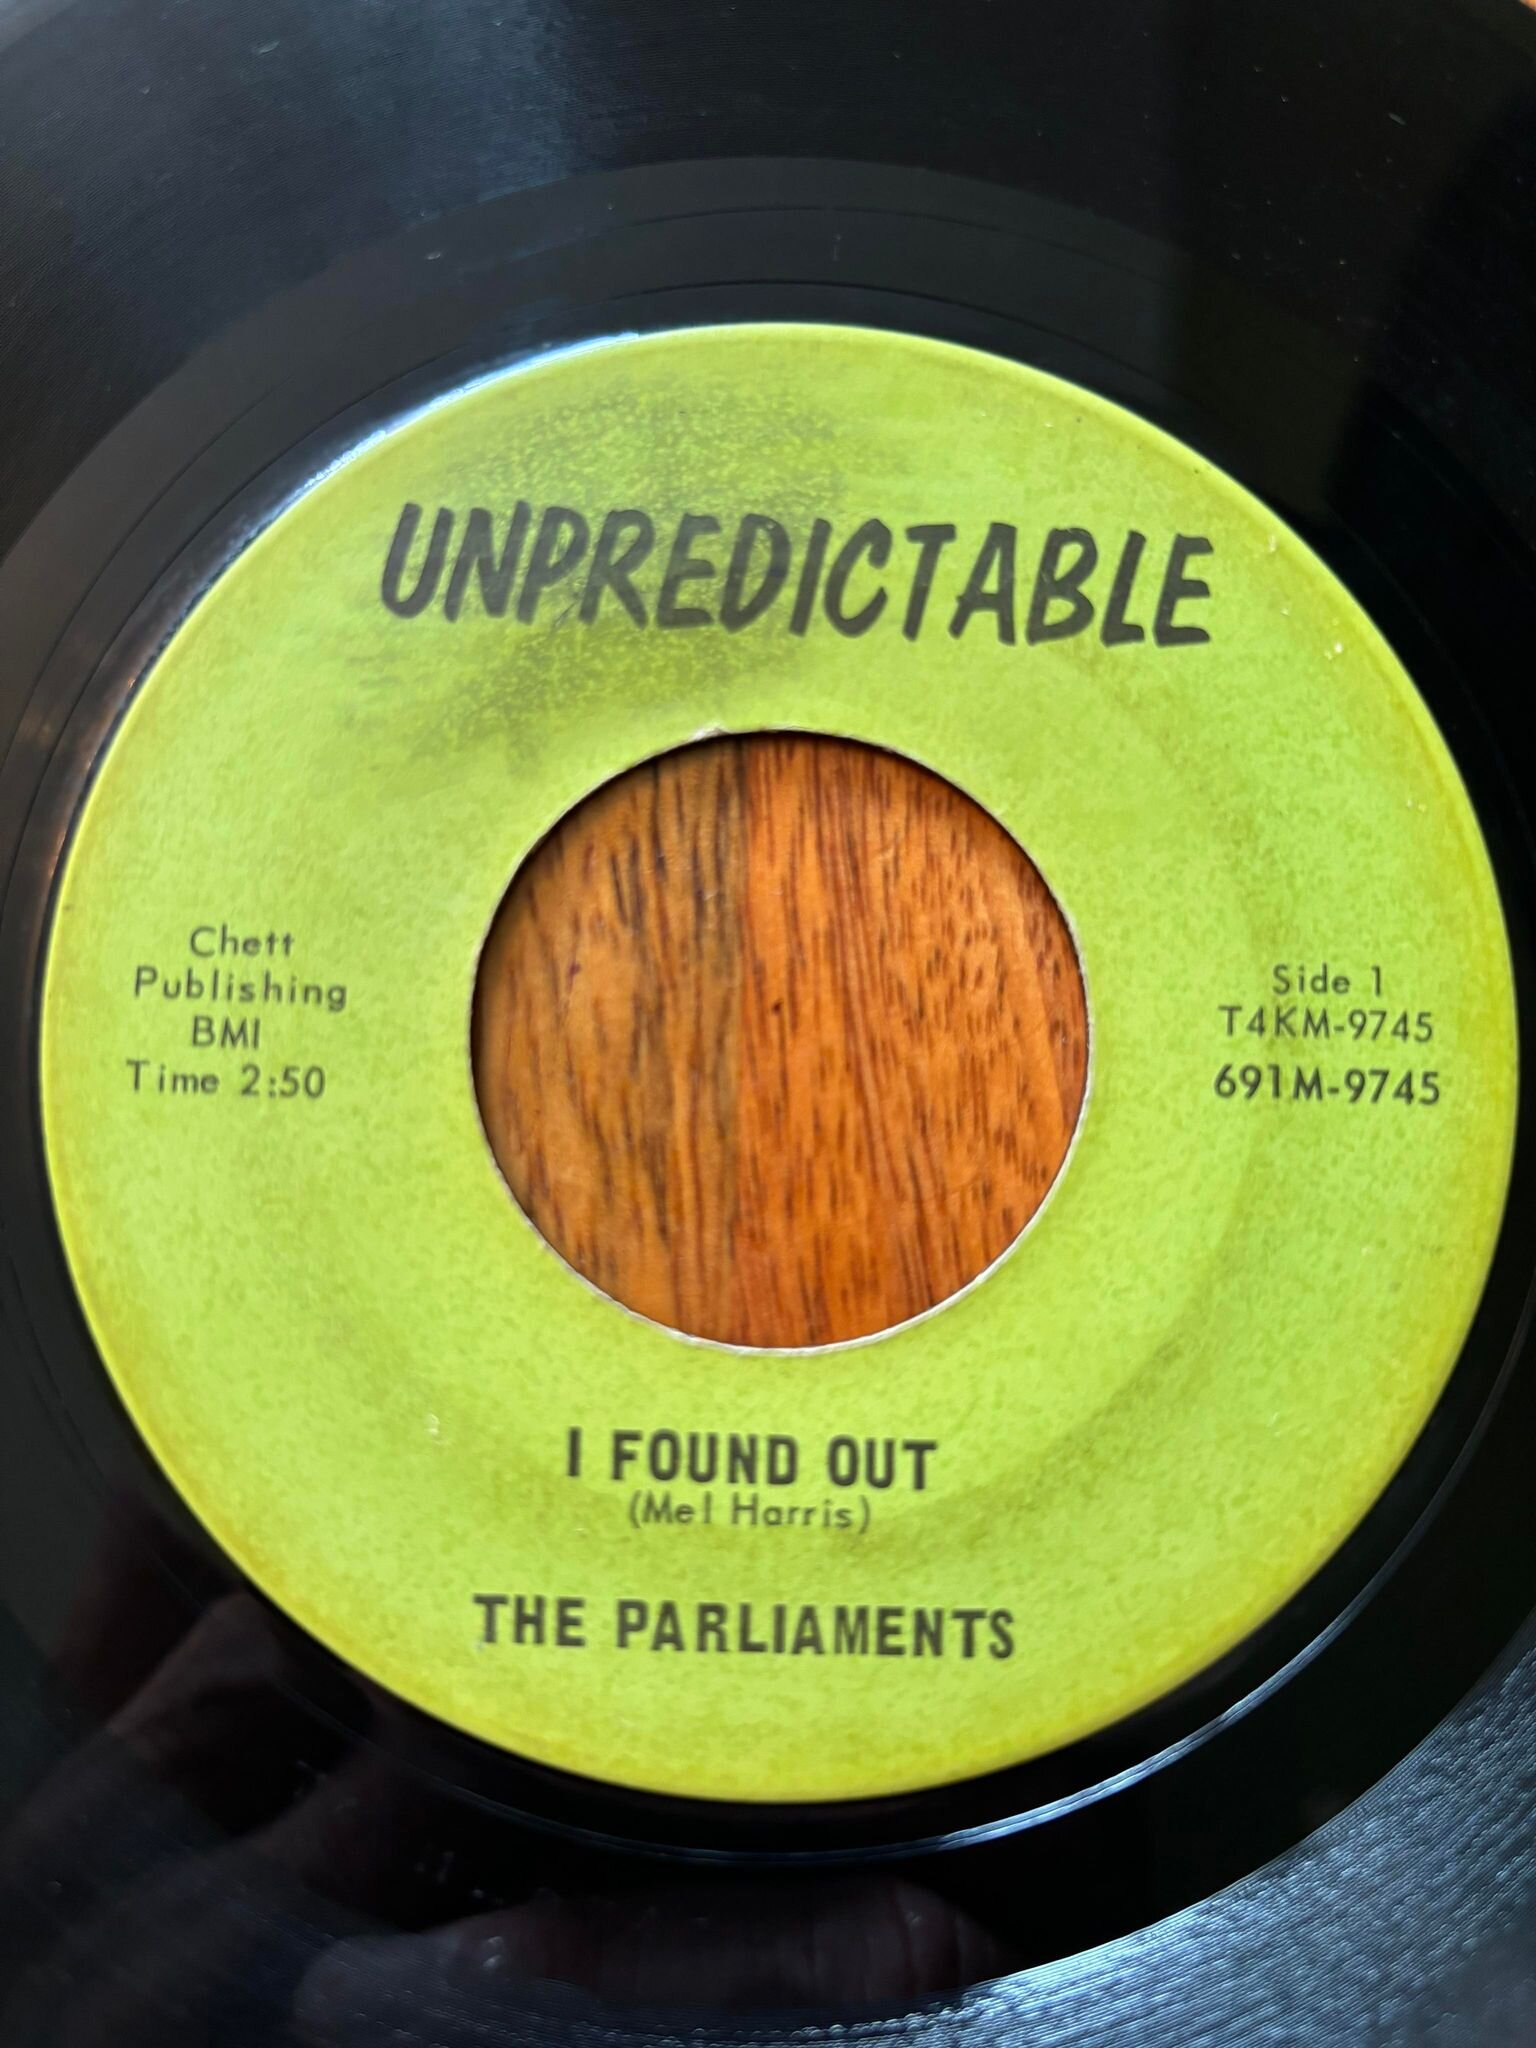 UNPREDICTABLE
Chett
Publishing
BMI
Time 2:50
Side 1
T4KM-9745
691M-9745
I FOUND OUT
(Mel Harris)
THE PARLIAMENTS